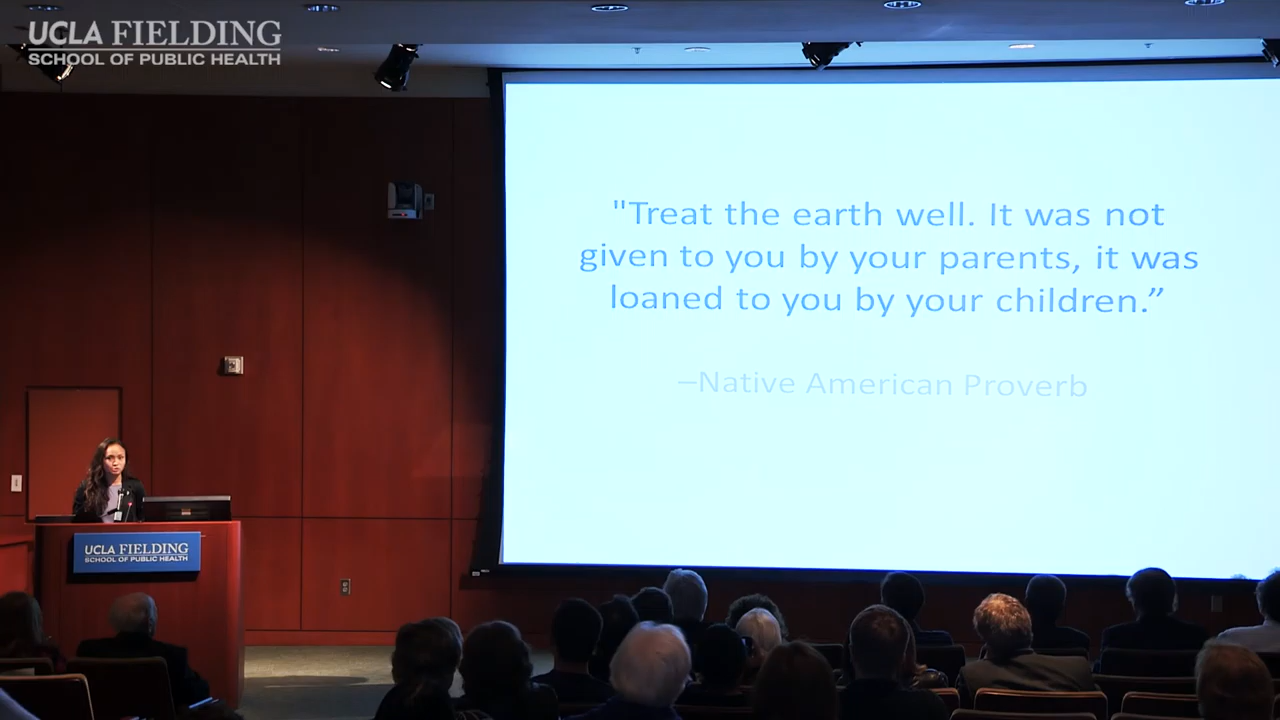 UCLA FIELDING
SCHOOL OF PUBLIC HEALTH
"Treat the earth well. It was not
given to you by your parents, it was
loaned to you by your children.”
–Native American Proverb
UCLA FIELDING
SCHOOL OF PUBLIC HEALTH